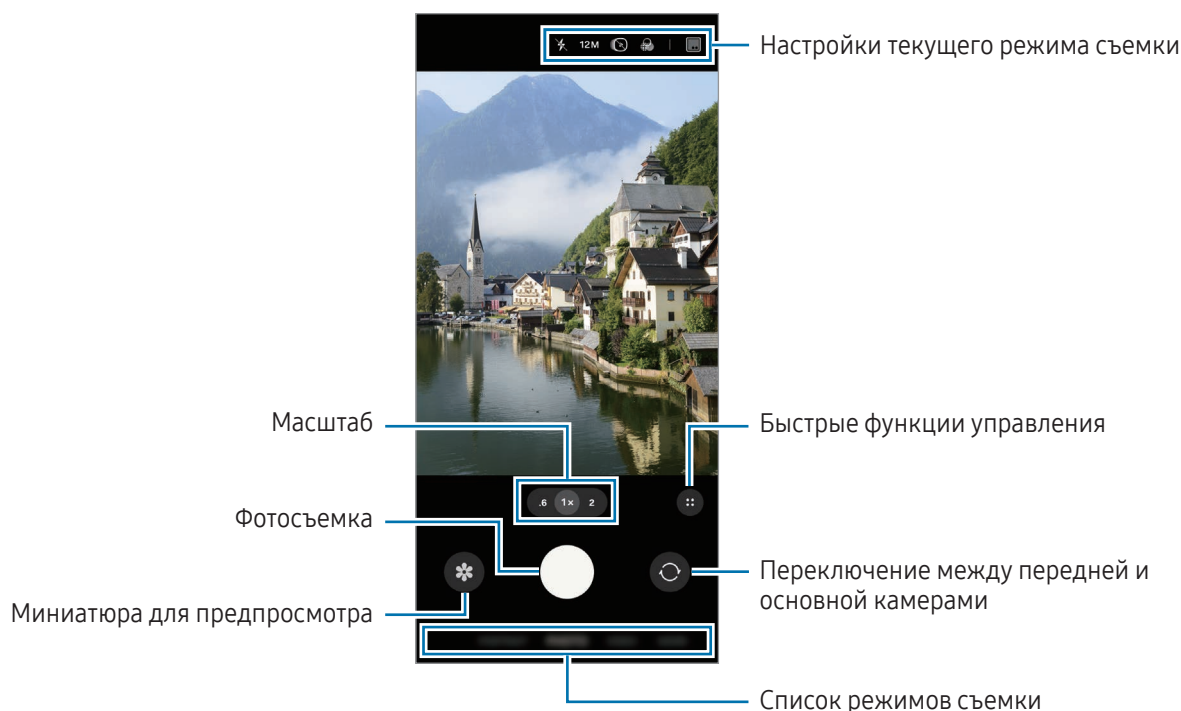 12M
Настройки текущего режима съемки
Масштаб
Быстрые функции управления
.6 1× 2
Фотосъемка
Переключение между передней и
основной камерами
Миниатюра для предпросмотра
Список режимов съемки